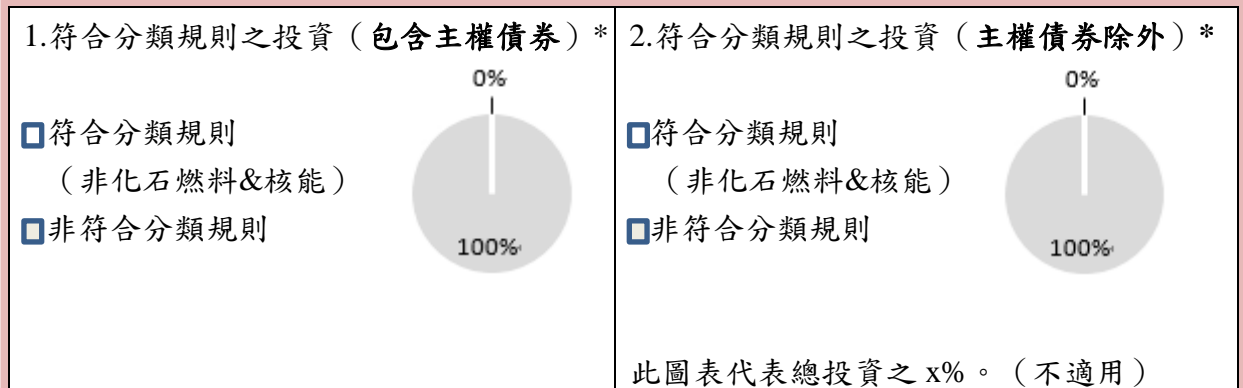 1.符合分類規則之投資（包含主權債券）*
0%
符合分類規則
（非化石燃料&核能）
非符合分類規則
100%
2.符合分類規則之投資（主權債券除外）*
0%
符合分類規則
（非化石燃料&核能）
非符合分類規則
100%
此圖表代表總投資之 x%。（不適用）